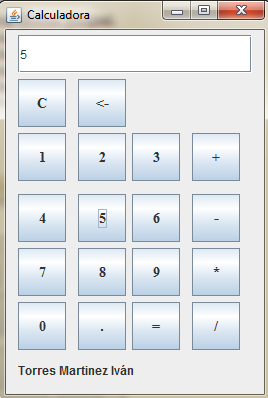 Calculadora
5
C <-
1 2 3 +
4 5 6 -
7 8 9 *
0 . = /
Torres Martinez Iván